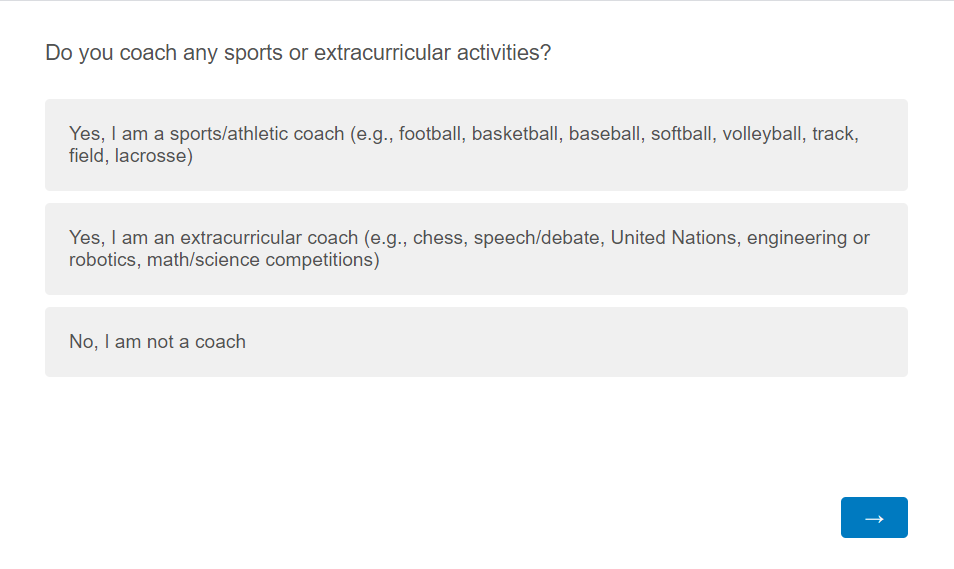 Do you coach any sports or extracurricular activities?
Yes, I am a sports/athletic coach (e.g., football, basketball, baseball, softball, volleyball, track,
field, lacrosse)
Yes, I am an extracurricular coach (e.g., chess, speech/debate, United Nations, engineering or
robotics, math/science competitions)
No, I am not a coach
→